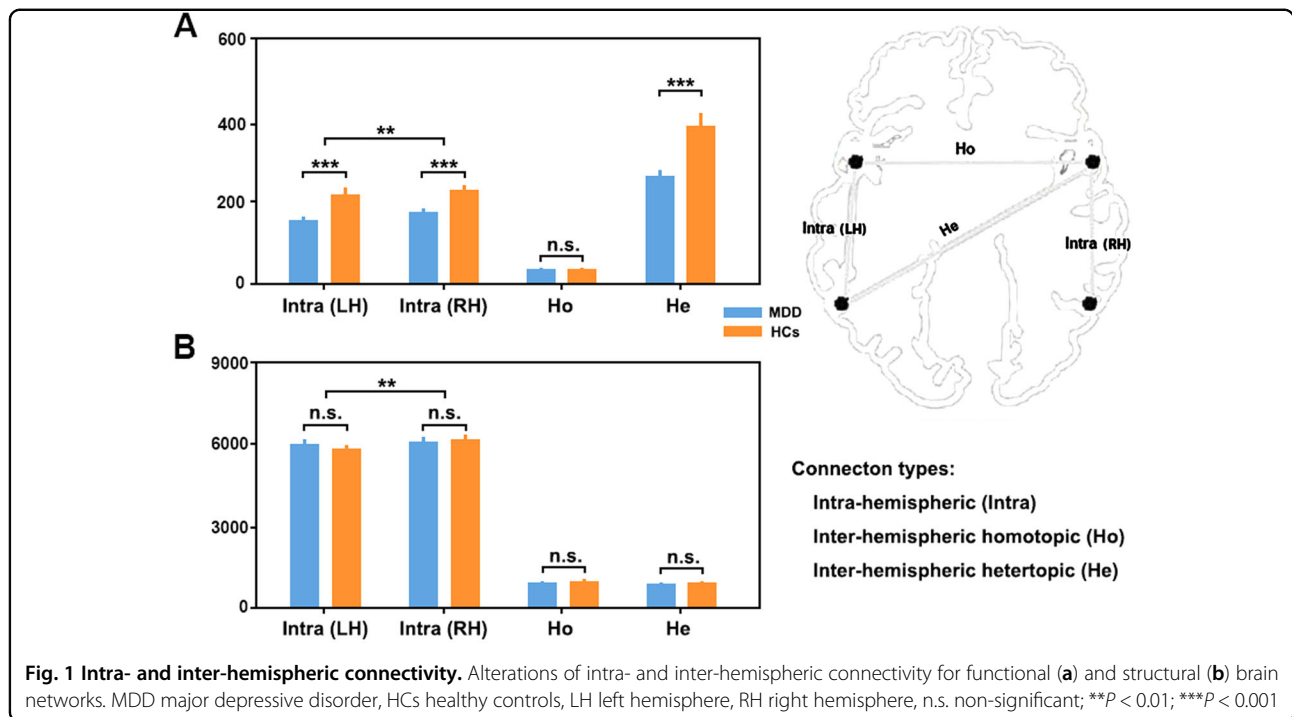 A
600
400
200
0
***
**
***
n.s.
***
Intra (LH)
Intra (RH)
Ho
He
MDD
HCs
B
9000
6000
3000
0
**
n.s.
n.s.
n.s.
n.s.
Intra (LH)
Intra (RH)
Ho
He
Ho
Intra (LH)
He
Intra (RH)
Connecton types:
Intra-hemispheric (Intra)
Inter-hemispheric homotopic (Ho)
Inter-hemispheric hetertopic (He)
Fig. 1 Intra- and inter-hemispheric connectivity. Alterations of intra- and inter-hemispheric connectivity for functional (a) and structural (b) brain
networks. MDD major depressive disorder, HCs healthy controls, LH left hemisphere, RH right hemisphere, n.s. non-significant; **P < 0.01; ***P < 0.001